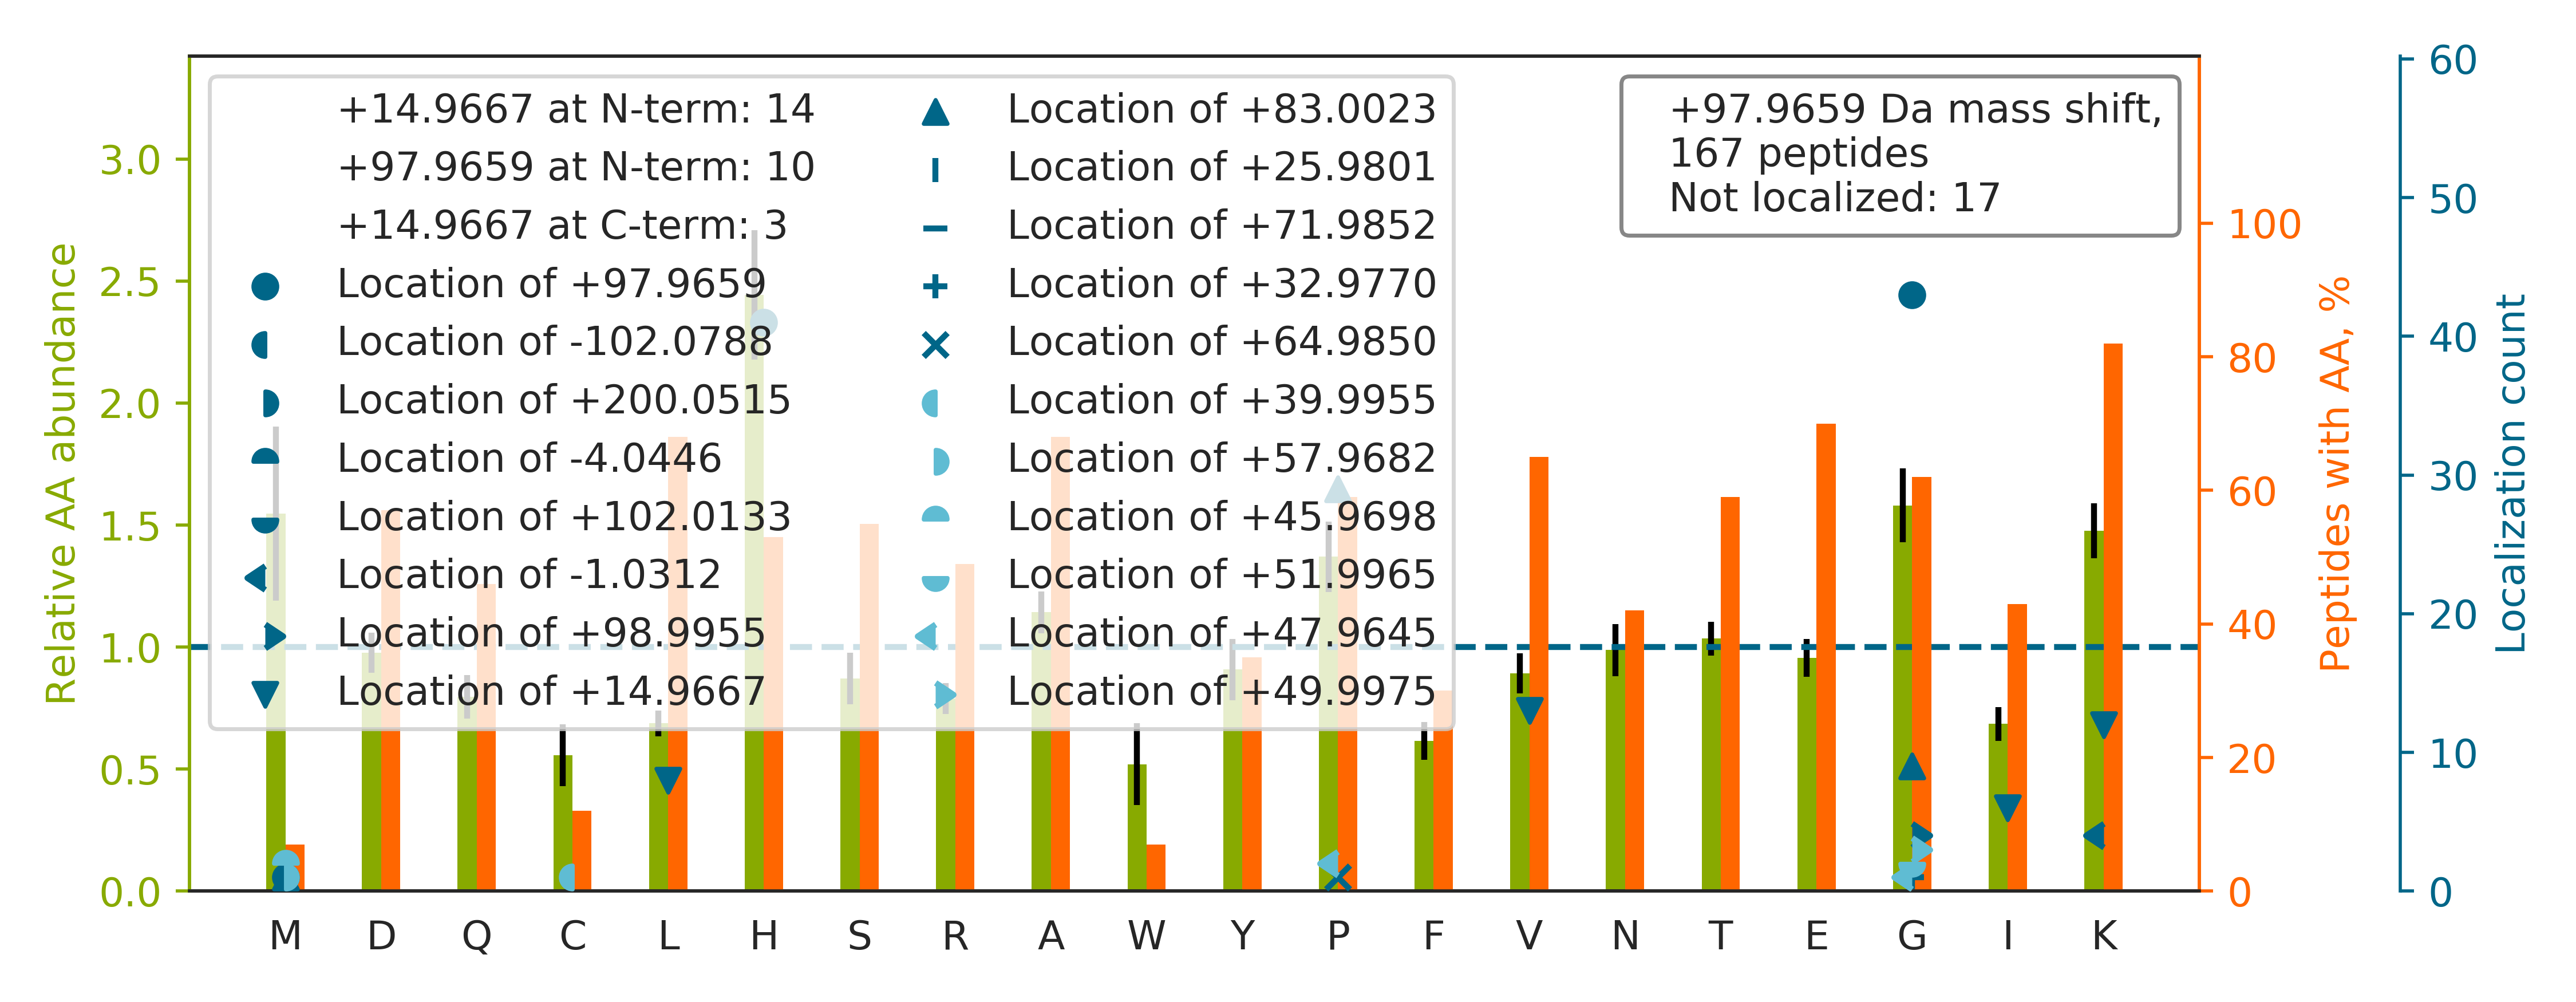 +14.9667 at N-term: 14
+97.9659 at N-term: 10
+14.9667 at C-term: 3
Location of +97.9659
Location of -102.0788
Location of +200.0515
Location of -4.0446
Location of +102.0133
Location of -1.0312
Location of +98.9955
Location of +14.9667
Location of +83.0023
Location of +25.9801
Location of +71.9852
Location of +32.9770
Location of +64.9850
Location of +39.9955
Location of +57.9682
Location of +45.9698
Location of +51.9965
Location of +47.9645
Location of +49.9975
+97.9659 Da mass shift,
167 peptides
Not localized: 17
Relative AA abundance
3.0
2.5
2.0
1.5
1.0
0.5
0.0
M D Q C L H S R A W Y P F V N T E G I K
100
80
60
40
20
0
Peptides with AA, %
60
50
40
30
20
10
0
Localization count